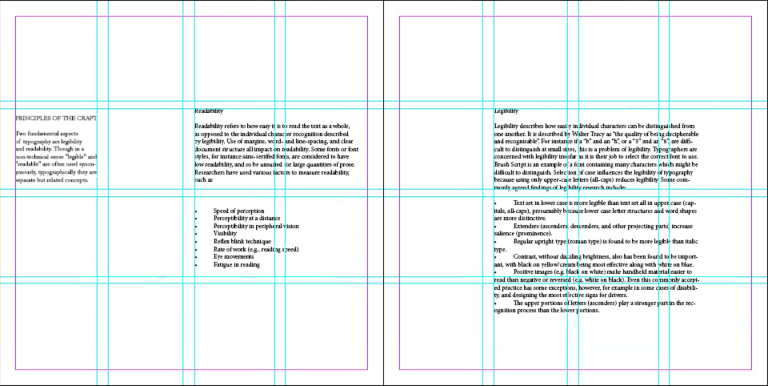 PRINCIPLES OF THE CRAFT
Two fundamental aspects
of typography are legibility
and readability. Though in a
non-technical sense "legible" and
"readable" are often used synon-
ymously, typographically they are
separate but related concepts.
Readability
Readability refers to how easy it is to read the text as a whole,
as opposed to the individual character recognition described
by legibility. Use of margins, word- and line-spacing, and clear
document structure all impact on readability. Some fonts or font
styles, for instance sans-serifed fonts, are considered to have
low readability, and so be unsuited for large quantities of prose.
Researchers have used various factors to measure readability,
such as
• Speed of perception
• Perceptibility at a distance
• Perceptibility in peripheral vision
• Visibility
• Reflex blink technique
• Rate of work (e.g., reading speed)
• Eye movements
• Fatigue in reading
Legibility
Legibility describes how easily individual characters can be distinguished from
one another. It is described by Walter Tracy as "the quality of being decipherable
and recognisable". For instance if a "b" and an "h", or a "3" and an "8", are diffi-
cult to distinguish at small sizes, this is a problem of legibility. Typographers are
concerned with legibility insofar as it is their job to select the correct font to use.
Brush Script is an example of a font containing many characters which might be
difficult to distinguish. Selection of case influences the legibility of typography
because using only upper-case letters (all-caps) reduces legibility. Some com-
monly agreed findings of legibility research include:
• Text set in lower case is more legible than text set all in upper case (cap-
itals, all-caps), presumably because lower case letter structures and word shapes
are more distinctive.
• Extenders (ascenders, descenders, and other projecting parts) increase
salience (prominence).
• Regular upright type (roman type) is found to be more legible than italic
type.
• Contrast, without dazzling brightness, also has been found to be import-
ant, with black on yellow/cream being most effective along with white on blue.
• Positive images (e.g. black on white) make handheld material easier to
read than negative or reversed (e.g. white on black). Even this commonly accept-
ed practice has some exceptions, however, for example in some cases of disabili-
ty, and designing the most effective signs for drivers.
• The upper portions of letters (ascenders) play a stronger part in the rec-
ognition process than the lower portions.